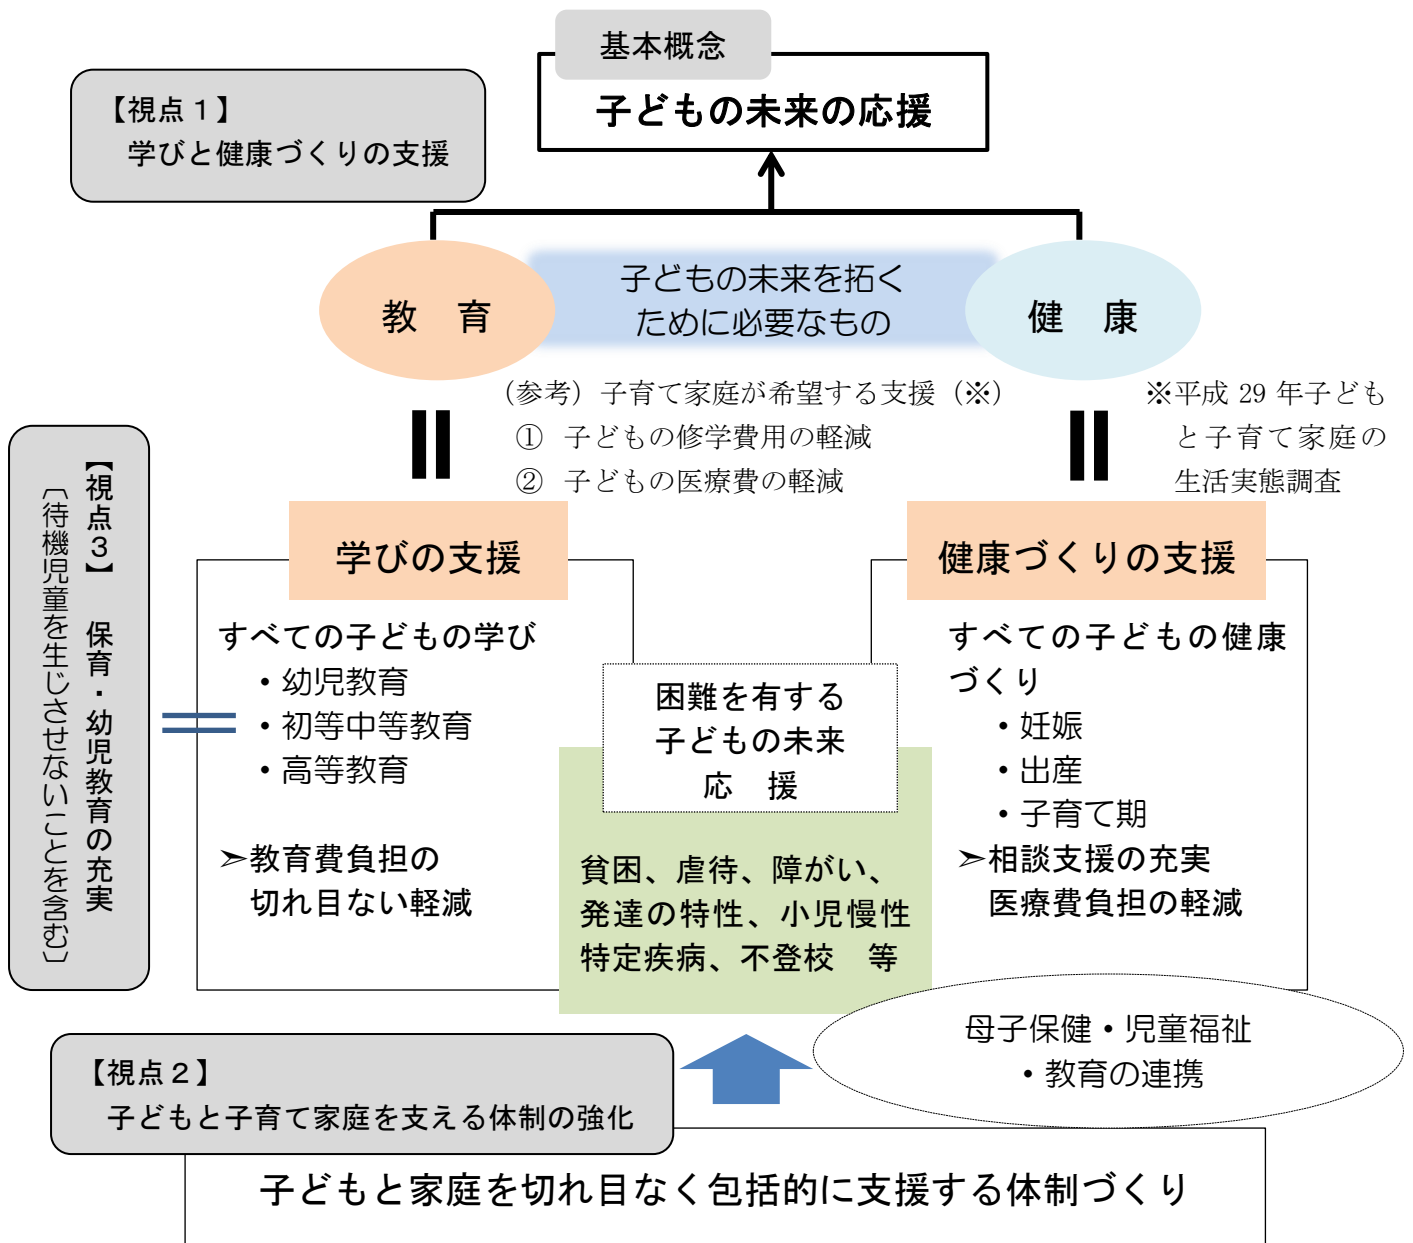 基本概念
子どもの未来の応援
【視点１】
学びと健康づくりの支援
教　育
子どもの未来を拓く
ために必要なもの
健　康
（参考）子育て家庭が希望する支援（※）
①　子どもの修学費用の軽減
②　子どもの医療費の軽減
※平成 29 年子ども
と子育て家庭の
生活実態調査
【視点３】　保育・幼児教育の充実
〔待機児童を生じさせないことを含む〕
学びの支援
すべての子どもの学び
・幼児教育
・初等中等教育
・高等教育
➣教育費負担の
切れ目ない軽減
困難を有する
子どもの未来
応　援
貧困、虐待、障がい、
発達の特性、小児慢性
特定疾病、不登校　等
健康づくりの支援
すべての子どもの健康
づくり
・妊娠
・出産
・子育て期
➣相談支援の充実
医療費負担の軽減
母子保健・児童福祉
・教育の連携
【視点２】
子どもと子育て家庭を支える体制の強化
子どもと家庭を切れ目なく包括的に支援する体制づくり